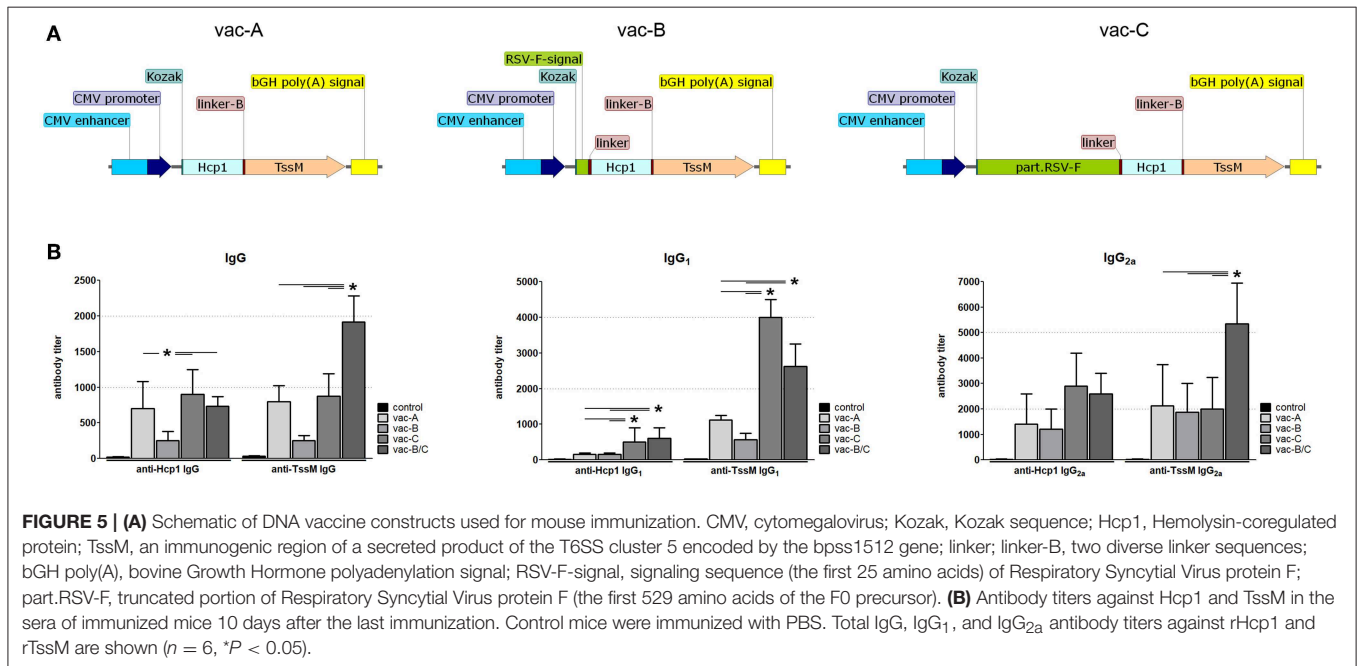 A
vac-A
vac-B
vac-C
Kozak
bGH poly(A) signal
CMV promoter
linker-B
CMV enhancer
Hcp1
TssM
RSV-F-signal
Kozak
bGH poly(A) signal
CMV promoter
linker-B
CMV enhancer
linker
Hcp1
TssM
Kozak
bGH poly(A) signal
CMV promoter
linker-B
CMV enhancer
linker
part.RSV-F
Hcp1
TssM
B
IgG
antibody titer
2500
2000
1500
1000
500
0
*
*
control
vac-A
vac-B
vac-C
vac-B/C
anti-Hcp1 IgG
anti-TssM IgG
IgG1
antibody titer
5000
4000
3000
2000
1000
0
*
*
*
*
control
vac-A
vac-B
vac-C
vac-B/C
anti-Hcp1 IgG1
anti-TssM IgG1
IgG2a
antibody titer
7000
6000
5000
4000
3000
2000
1000
0
*
control
vac-A
vac-B
vac-C
vac-B/C
anti-Hcp1 IgG2a
anti-TssM IgG2a
FIGURE 5 | (A) Schematic of DNA vaccine constructs used for mouse immunization. CMV, cytomegalovirus; Kozak, Kozak sequence; Hcp1, Hemolysin-coregulated
protein; TssM, an immunogenic region of a secreted product of the T6SS cluster 5 encoded by the bpss1512 gene; linker; linker-B, two diverse linker sequences;
bGH poly(A), bovine Growth Hormone polyadenylation signal; RSV-F-signal, signaling sequence (the first 25 amino acids) of Respiratory Syncytial Virus protein F;
part.RSV-F, truncated portion of Respiratory Syncytial Virus protein F (the first 529 amino acids of the F0 precursor). (B) Antibody titers against Hcp1 and TssM in the
sera of immunized mice 10 days after the last immunization. Control mice were immunized with PBS. Total IgG, IgG1, and IgG2a antibody titers against rHcp1 and
rTssM are shown (n = 6, *P < 0.05).